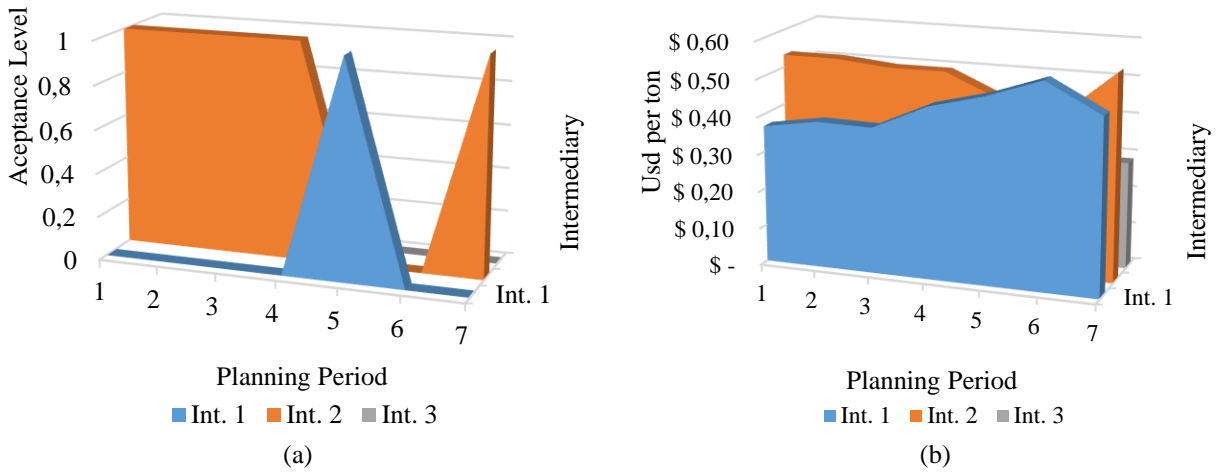 Aceptance Level
1
0,8
0,6
0,4
0,2
0
1 2 3 4 5 6 7
Int. 1
Intermediary
Planning Period
Int. 1 Int. 2 Int. 3
(a)
Usd per ton
$ 0,60
$ 0,50
$ 0,40
$ 0,30
$ 0,20
$ 0,10
$ -
1 2 3 4 5 6 7
Int. 1
Intermediary
Planning Period
Int. 1 Int. 2 Int. 3
(b)